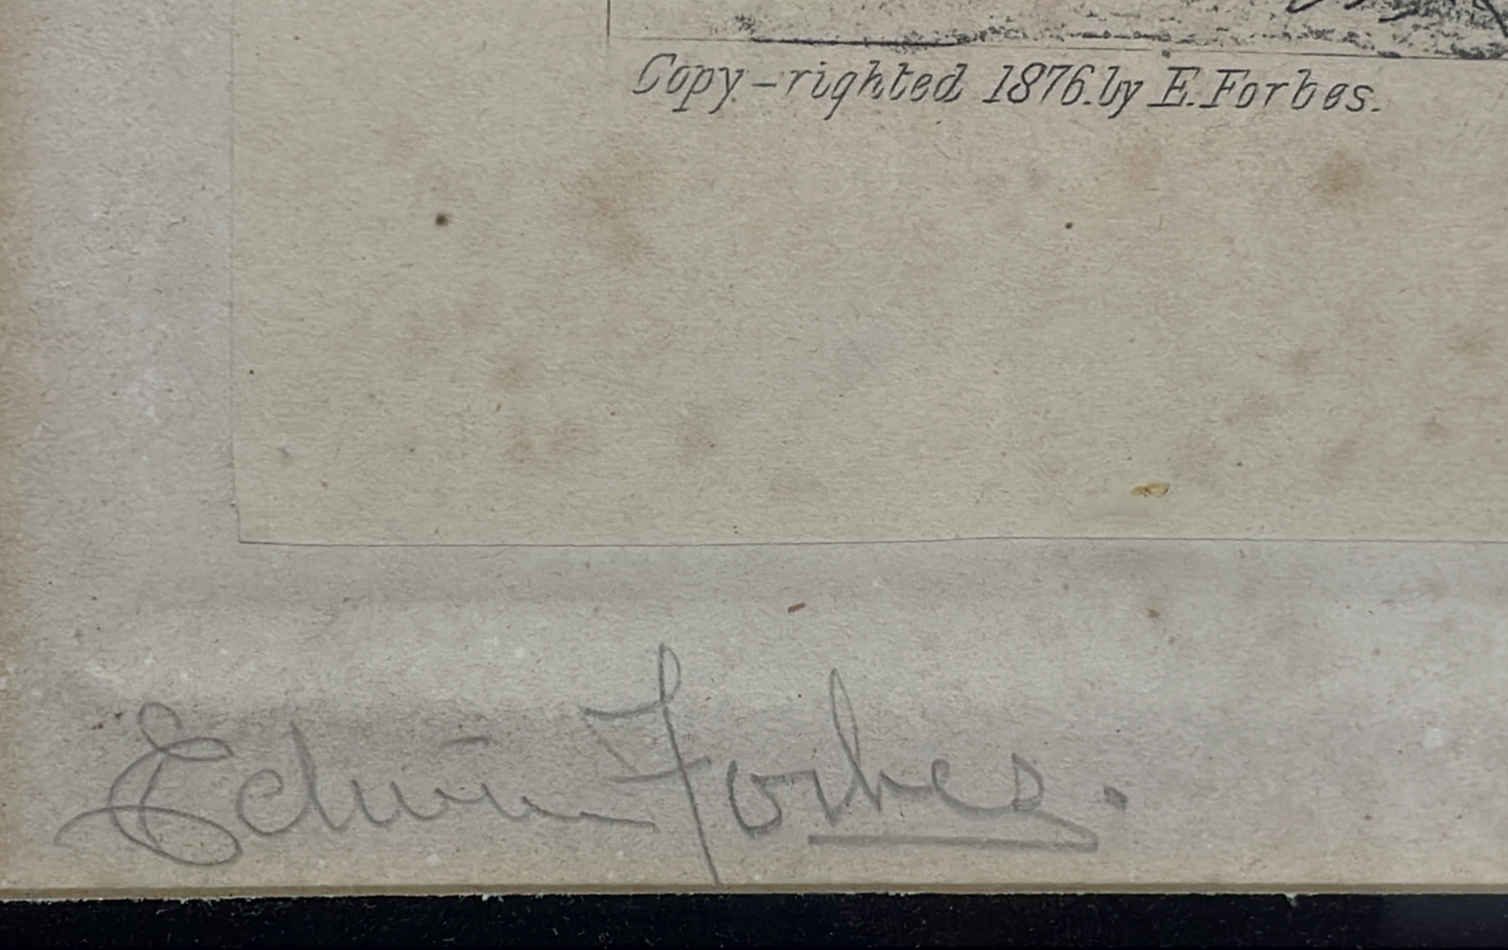 Copy-righted 1876. by E. Forbes.
Edwin Forbes.